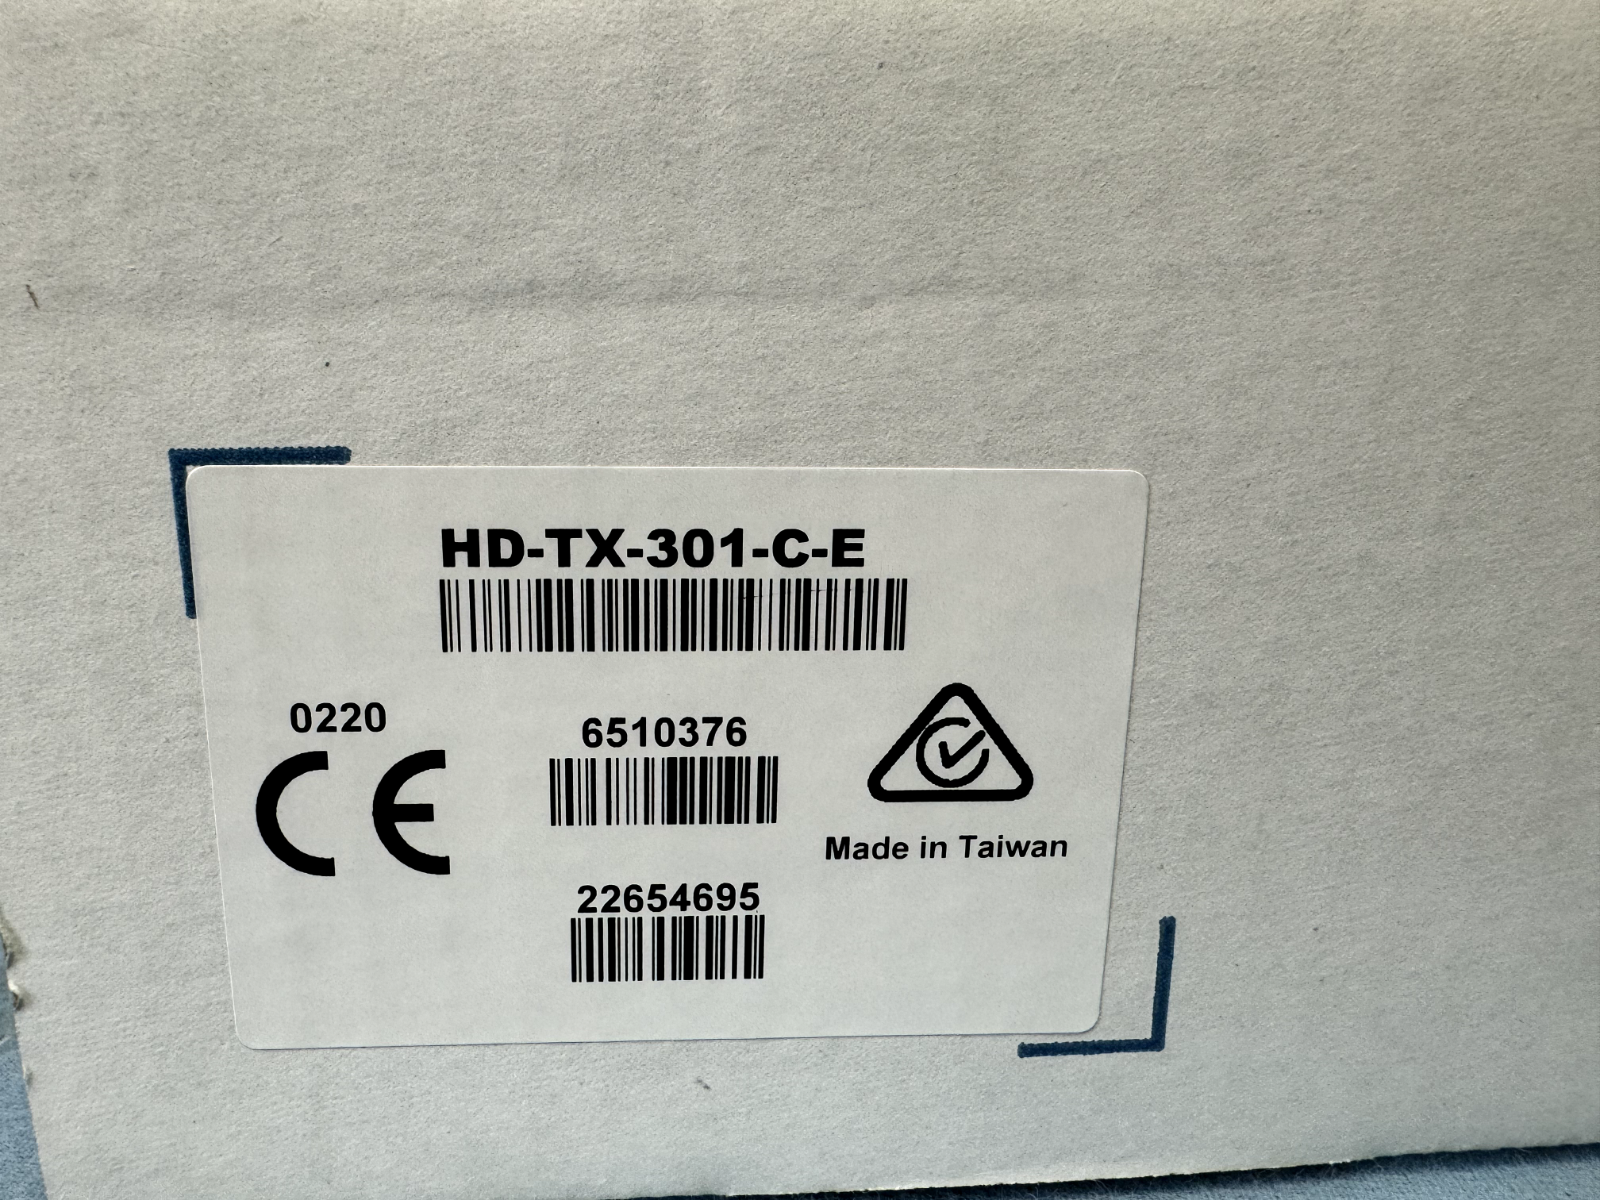 HD-TX-301-C-E
0220
CE
6510376
Made in Taiwan
22654695